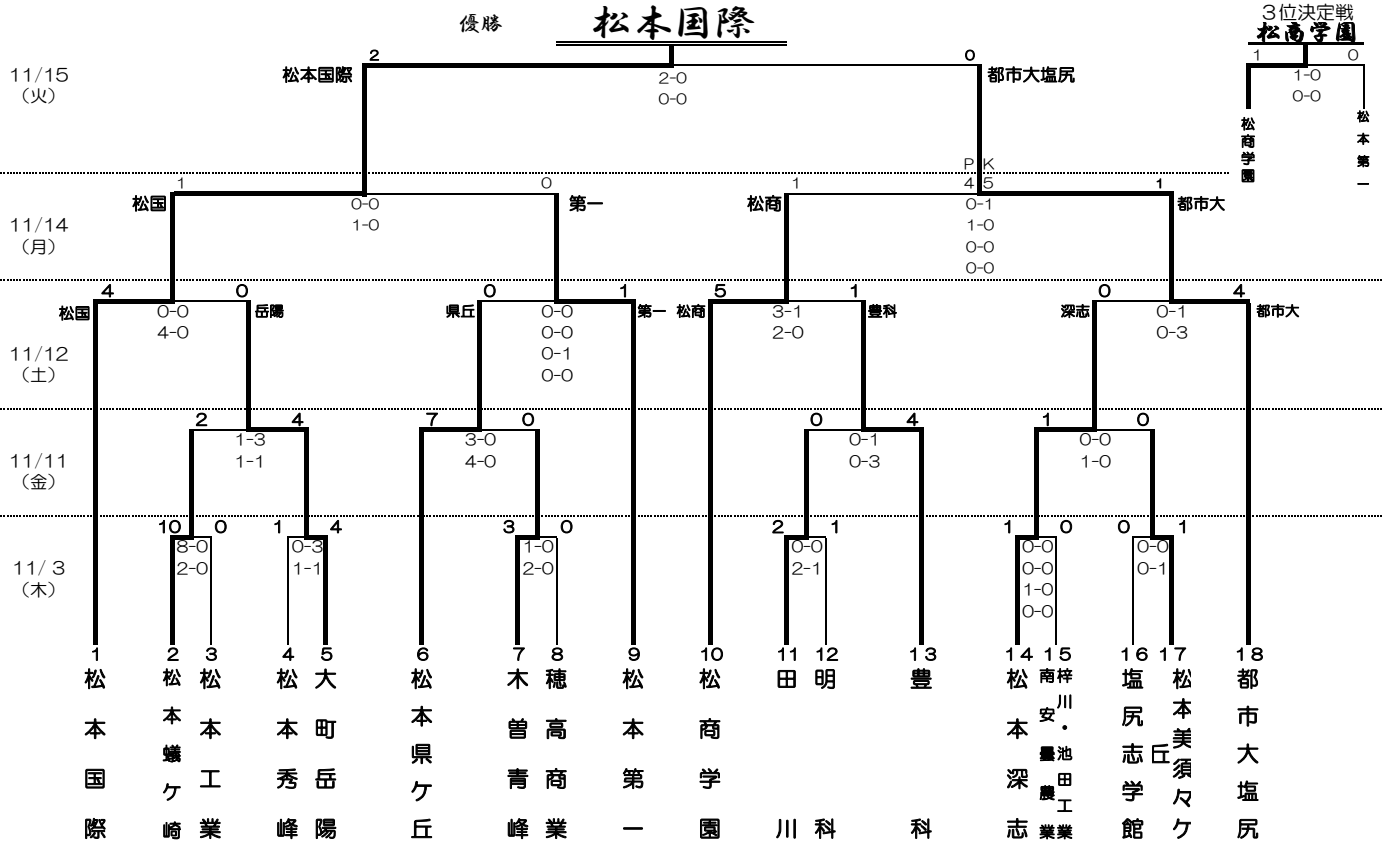 優勝 松本国際
3位決定戦
松商学園
1 0
1-0
0-0
松商学園
松本第一
11/15
（火）
2 0
松本国際 都市大塩尻
2-0
0-0
11/14
（月）
1 0
松国 第一
0-0
1-0
PK
4 5
1 1
松商 都市大
0-1
1-0
0-0
0-0
11/12
（土）
4 0
松国 岳陽
0-0
4-0
0 1
県丘 第一
0-0
0-0
0-1
0-0
5 1
松商 豊科
3-1
2-0
0 4
深志 都市大
0-1
0-3
11/11
（金）
2 4
1-3
1-1
7 0
3-0
4-0
0 4
0-1
0-3
1 0
0-0
1-0
11/3
（木）
10 0
8-0
2-0
1 4
0-3
1-1
3 0
1-0
2-0
2 1
0-0
2-1
1 0
0-0
0-0
1-0
0-0
0 1
0-0
0-1
1 松本国際
2 松本蟻ケ崎
3 松本工業
4 松本秀峰
5 大町岳陽
6 松本県ケ丘
7 木曽青峰
8 穂高商業
9 松本第一
10 松商学園
11 田川
12 明科
13 豊科
14 松本深志
15 梓川・池田工業
南安曇農業
16 塩尻志学館
17 松本美須々ケ丘
18 都市大塩尻